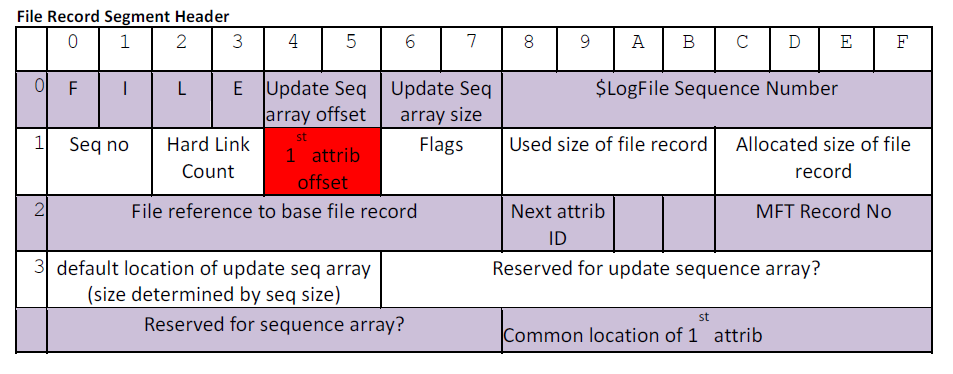 File Record Segment Header
0 1 2 3 4 5 6 7 8 9 A B C D E F
0 F I L E Update Seq array offset Update Seq array size $LogFile Sequence Number
1 Seq no Hard Link Count 1st attrib offset Flags Used size of file record Allocated size of file record
2 File reference to base file record Next attrib ID MFT Record No
3 default location of update seq array (size determined by seq size) Reserved for update sequence array?
Reserved for sequence array? Common location of 1st attrib